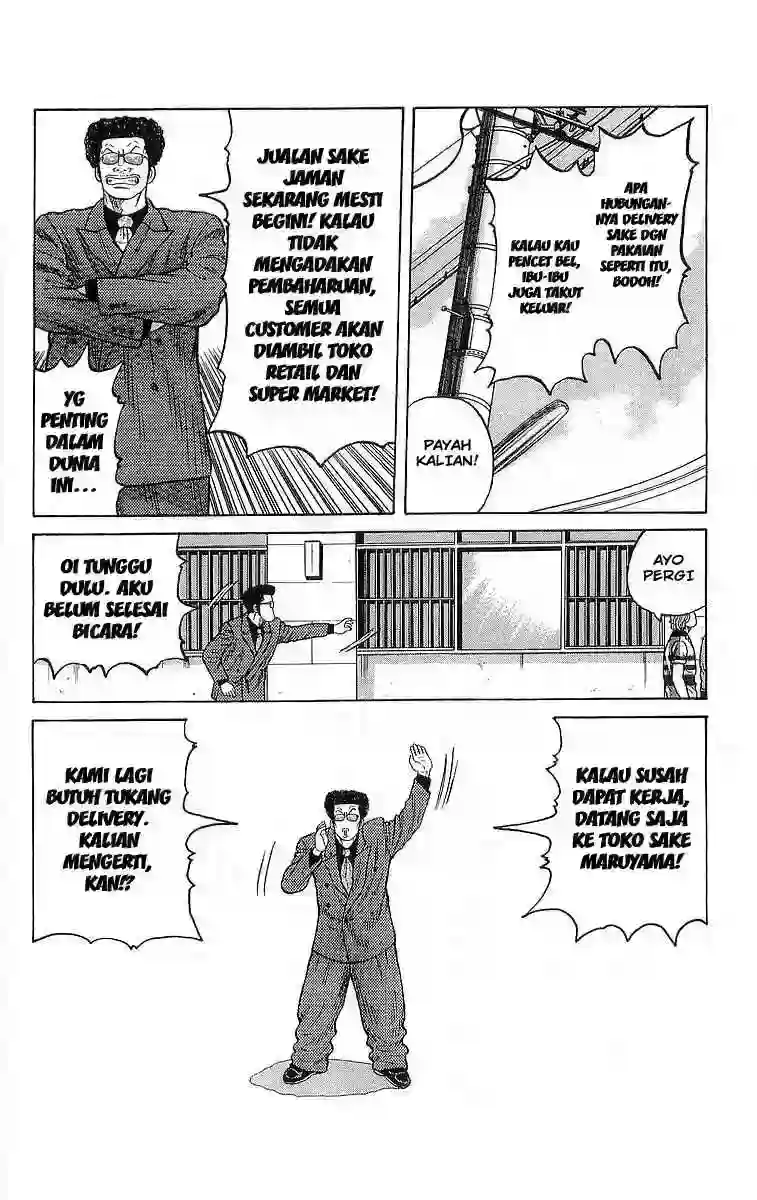 APA
HUBUNGAN-
NYA DELIVERY
SAKE DGN
PAKAIAN
SEPERTI ITU,
BODOH!
KALAU KAU
PENCET BEL,
IBU-IBU
JUGA TAKUT
KELUAR!
PAYAH
KALIAN!
JUALAN SAKE
JAMAN
SEKARANG MESTI
BEGINI! KALAU
TIDAK
MENGADAKAN
PEMBAHARUAN,
SEMUA
CUSTOMER AKAN
DIAMBIL TOKO
RETAIL DAN
SUPER MARKET!
YG
PENTING
DALAM
DUNIA
INI...
AYO
PERGI
OI TUNGGU
DULU. AKU
BELUM SELESAI
BICARA!
KALAU SUSAH
DAPAT KERJA,
DATANG SAJA
KE TOKO SAKE
MARUYAMA!
KAMI LAGI
BUTUH TUKANG
DELIVERY.
KALIAN
MENGERTI,
KAN!?